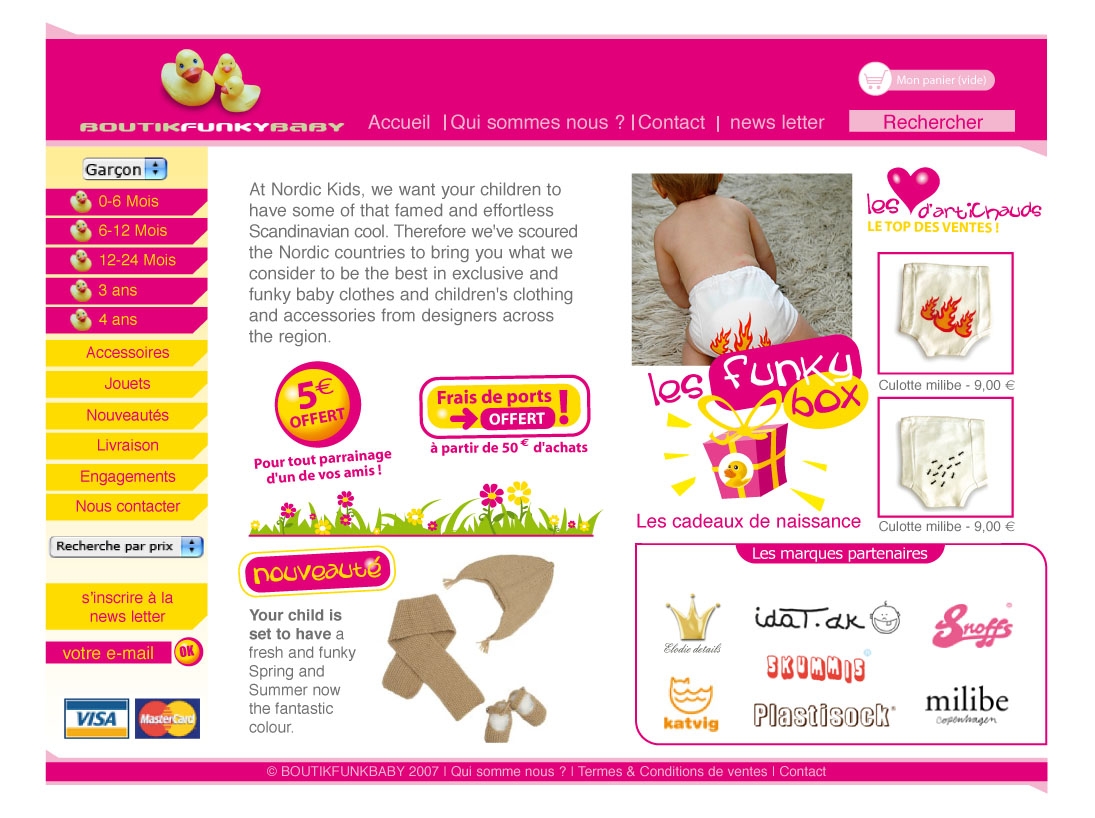 BOUTIKFUNKYBABY
Accueil | Qui sommes nous ? | Contact | news letter
Mon panier (vide)
Rechercher
Garçon
0-6 Mois
6-12 Mois
12-24 Mois
3 ans
4 ans
Accessoires
Jouets
Nouveautés
Livraison
Engagements
Nous contacter
Recherche par prix
s'inscrire à la
news letter
votre e-mail OK
VISA MasterCard
At Nordic Kids, we want your children to
have some of that famed and effortless
Scandinavian cool. Therefore we've scoured
the Nordic countries to bring you what we
consider to be the best in exclusive and
funky baby clothes and children's clothing
and accessories from designers across
the region.
5€
OFFERT
Pour tout parrainage
d'un de vos amis !
Frais de ports
OFFERT !
à partir de 50 € d'achats
nouveauté
Your child is
set to have a
fresh and funky
Spring and
Summer now
the fantastic
colour.
les funky
box
Les cadeaux de naissance
les d'artichauds
LE TOP DES VENTES !
Culotte milibe - 9,00 €
Culotte milibe - 9,00 €
Les marques partenaires
Elodie details
idaT.dk
Snoffs
SKUMMIS
katvig
Plastisock
milibe
copenhagen
© BOUTIKFUNKBABY 2007 | Qui somme nous ? | Termes & Conditions de ventes | Contact